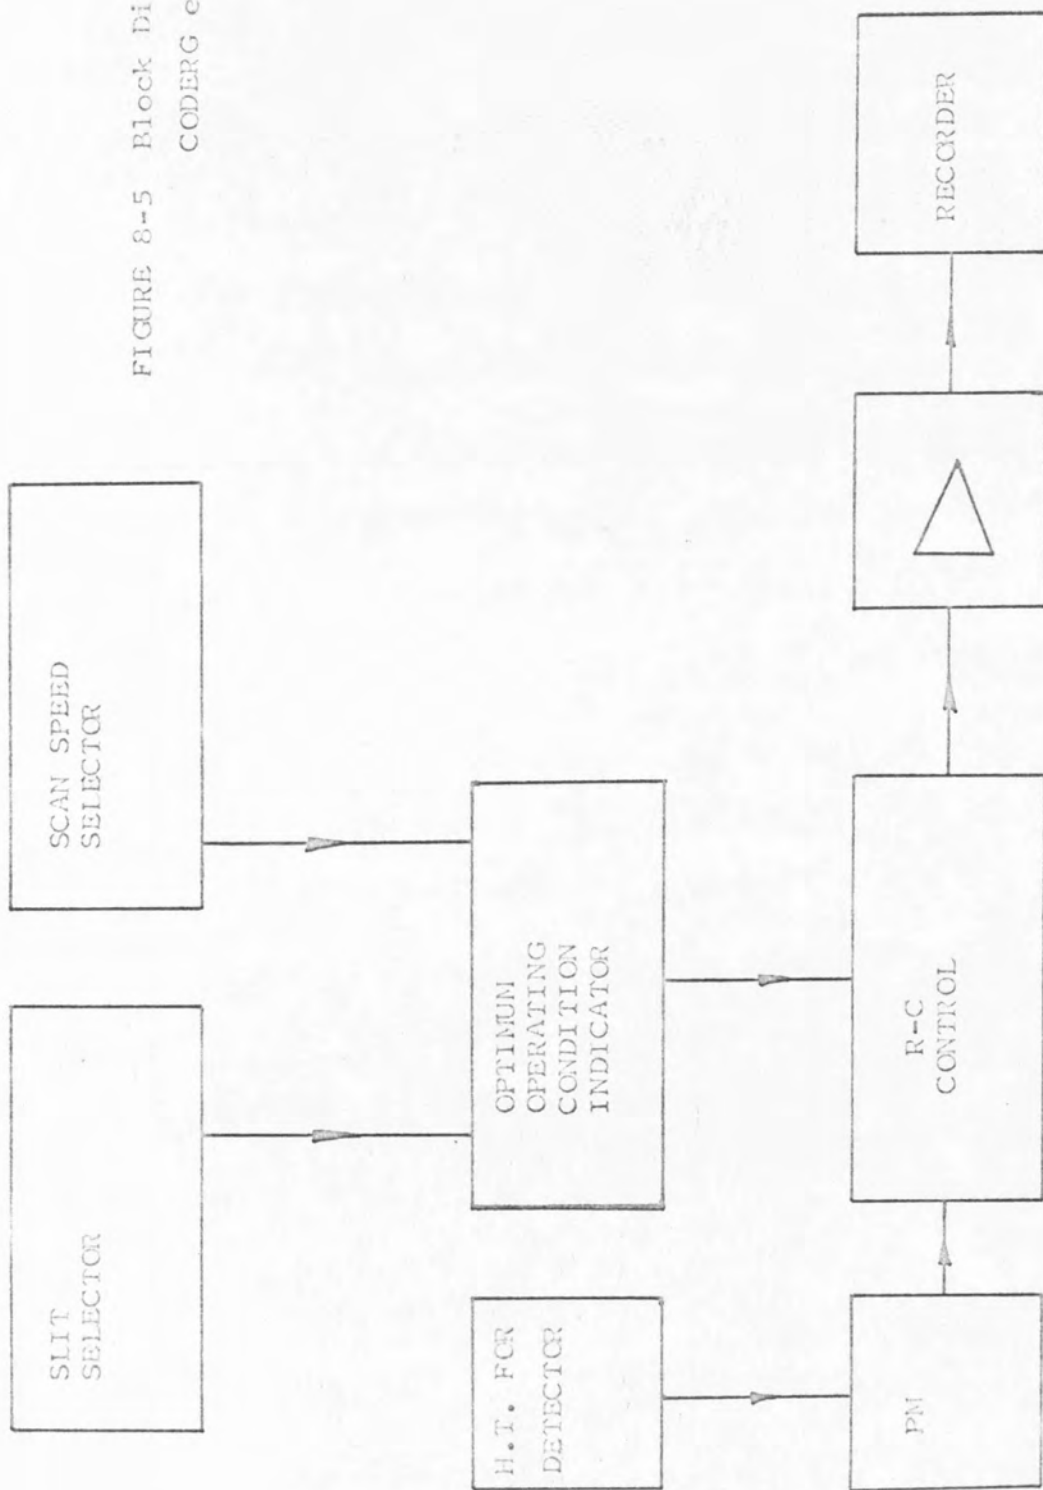 FIGURE 8-5 Block
CODERG
SLIT
SELECTOR
SCAN SPEED
SELECTOR
H.T. FOR
DETECTOR
OPTIMUM
OPERATING
CONDITION
INDICATOR
PM
R-C
CONTROL
RECORDER